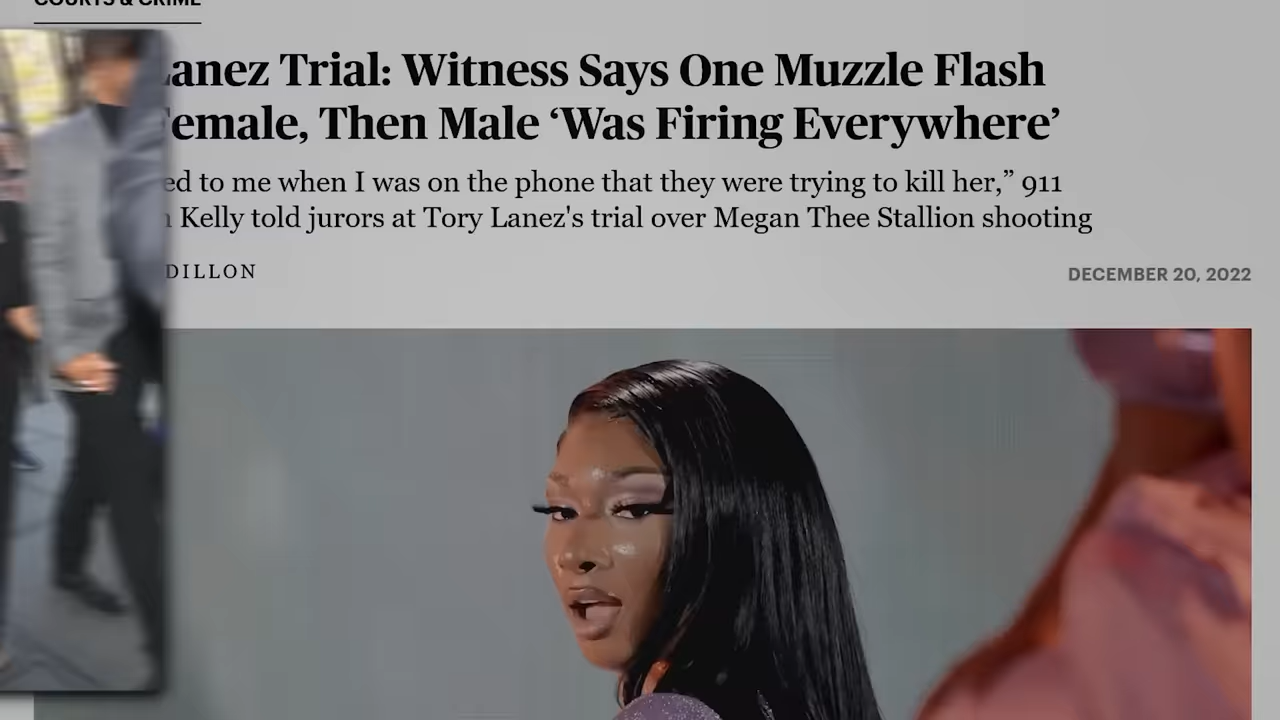 COURTS & CRIME
Lanez Trial: Witness Says One Muzzle Flash
Female, Then Male ‘Was Firing Everywhere’
ed to me when I was on the phone that they were trying to kill her,” 911
Kelly told jurors at Tory Lanez's trial over Megan Thee Stallion shooting
DILLON
DECEMBER 20, 2022